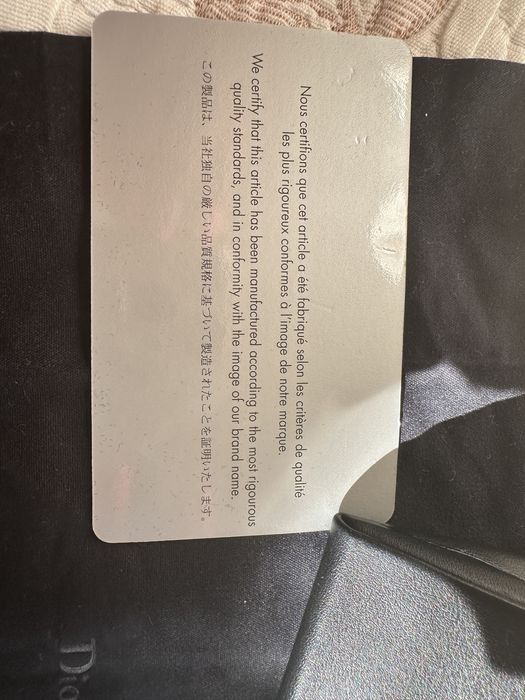 Nous certifions que cet article a été fabriqué selon les critères de qualité
les plus rigoureux conformes à l'image de notre marque.
We certify that this article has been manufactured according to the most rigourous
quality standards, and in conformity with the image of our brand name.
この製品は、当社独自の厳しい品質規格に基づいて製造されたことを証明いたします。
Dio